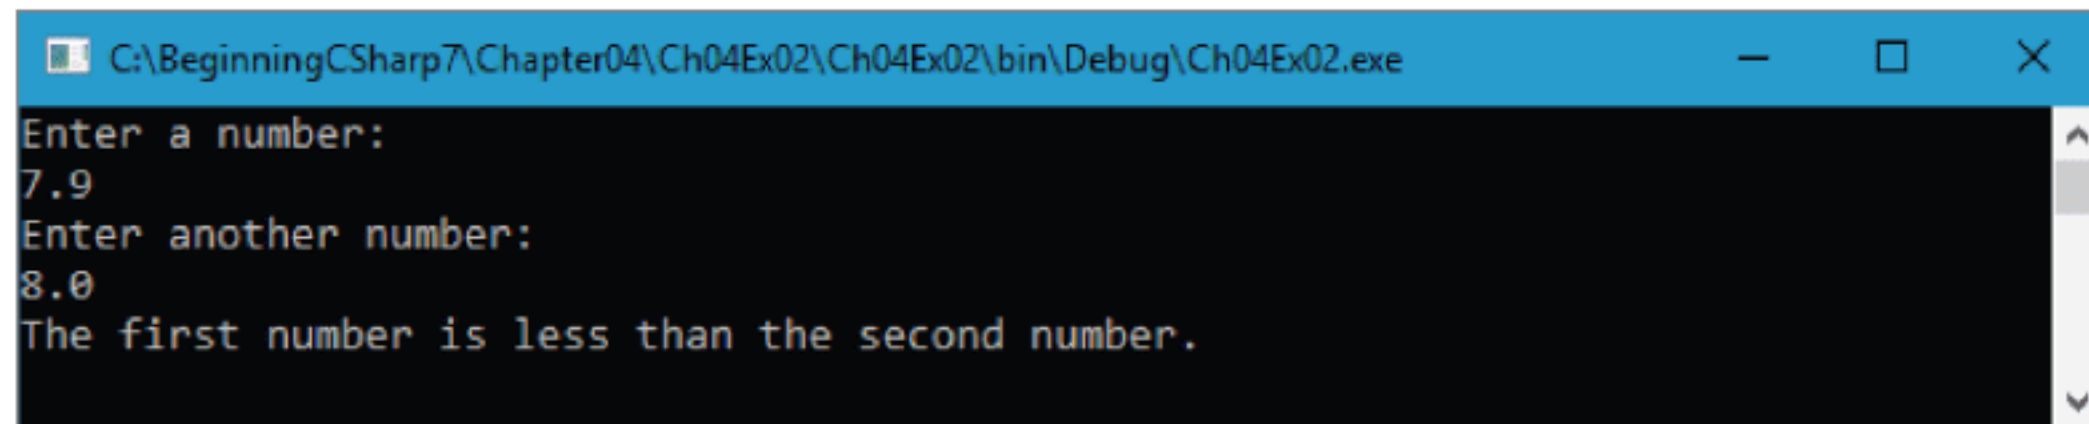 C:\BeginningCSharp7\Chapter04\Ch04Ex02\Ch04Ex02\bin\Debug\Ch04Ex02.exe
Enter a number:
7.9
Enter another number:
8.0
The first number is less than the second number.